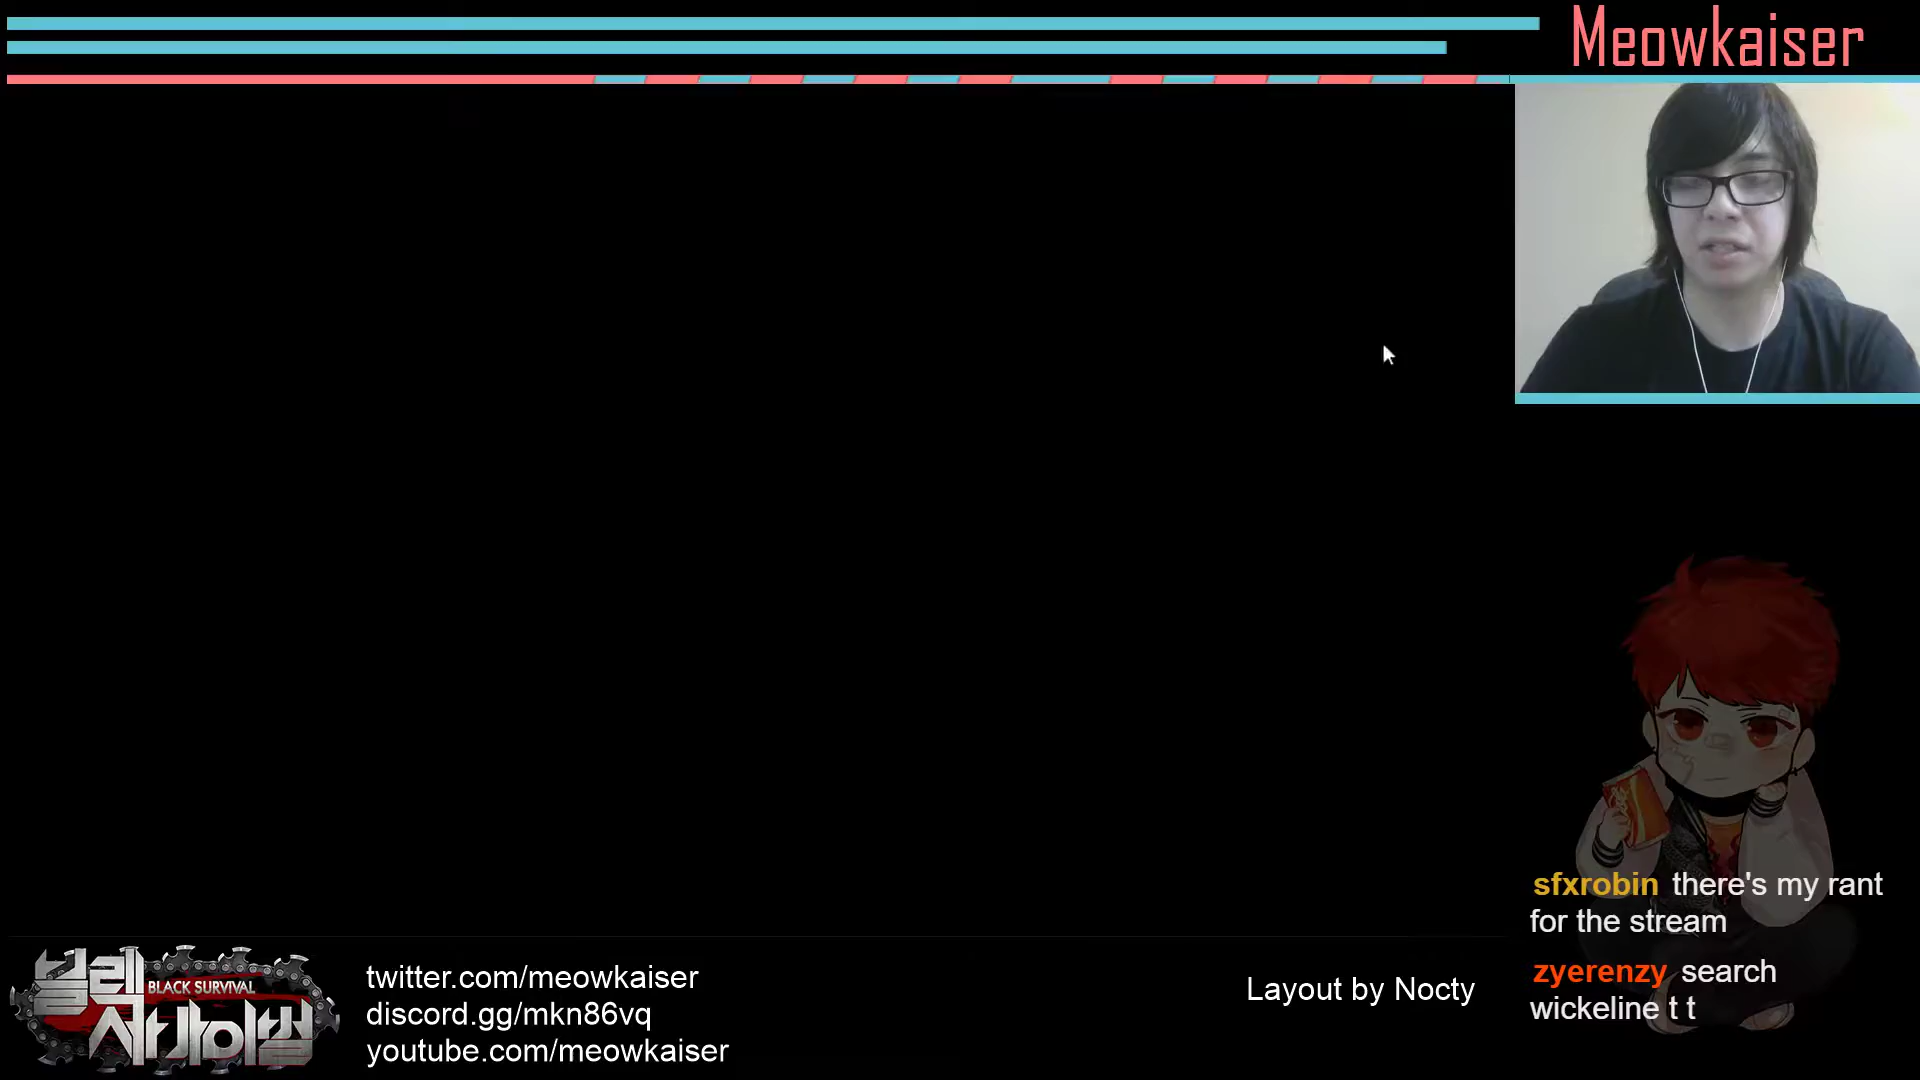 Meowkaiser
sfxrobin there's my rant
for the stream
zyerenzy search
wickeline t t
블랙
BLACK SURVIVAL
서바이벌
twitter.com/meowkaiser
discord.gg/mkn86vq
youtube.com/meowkaiser
Layout by Nocty